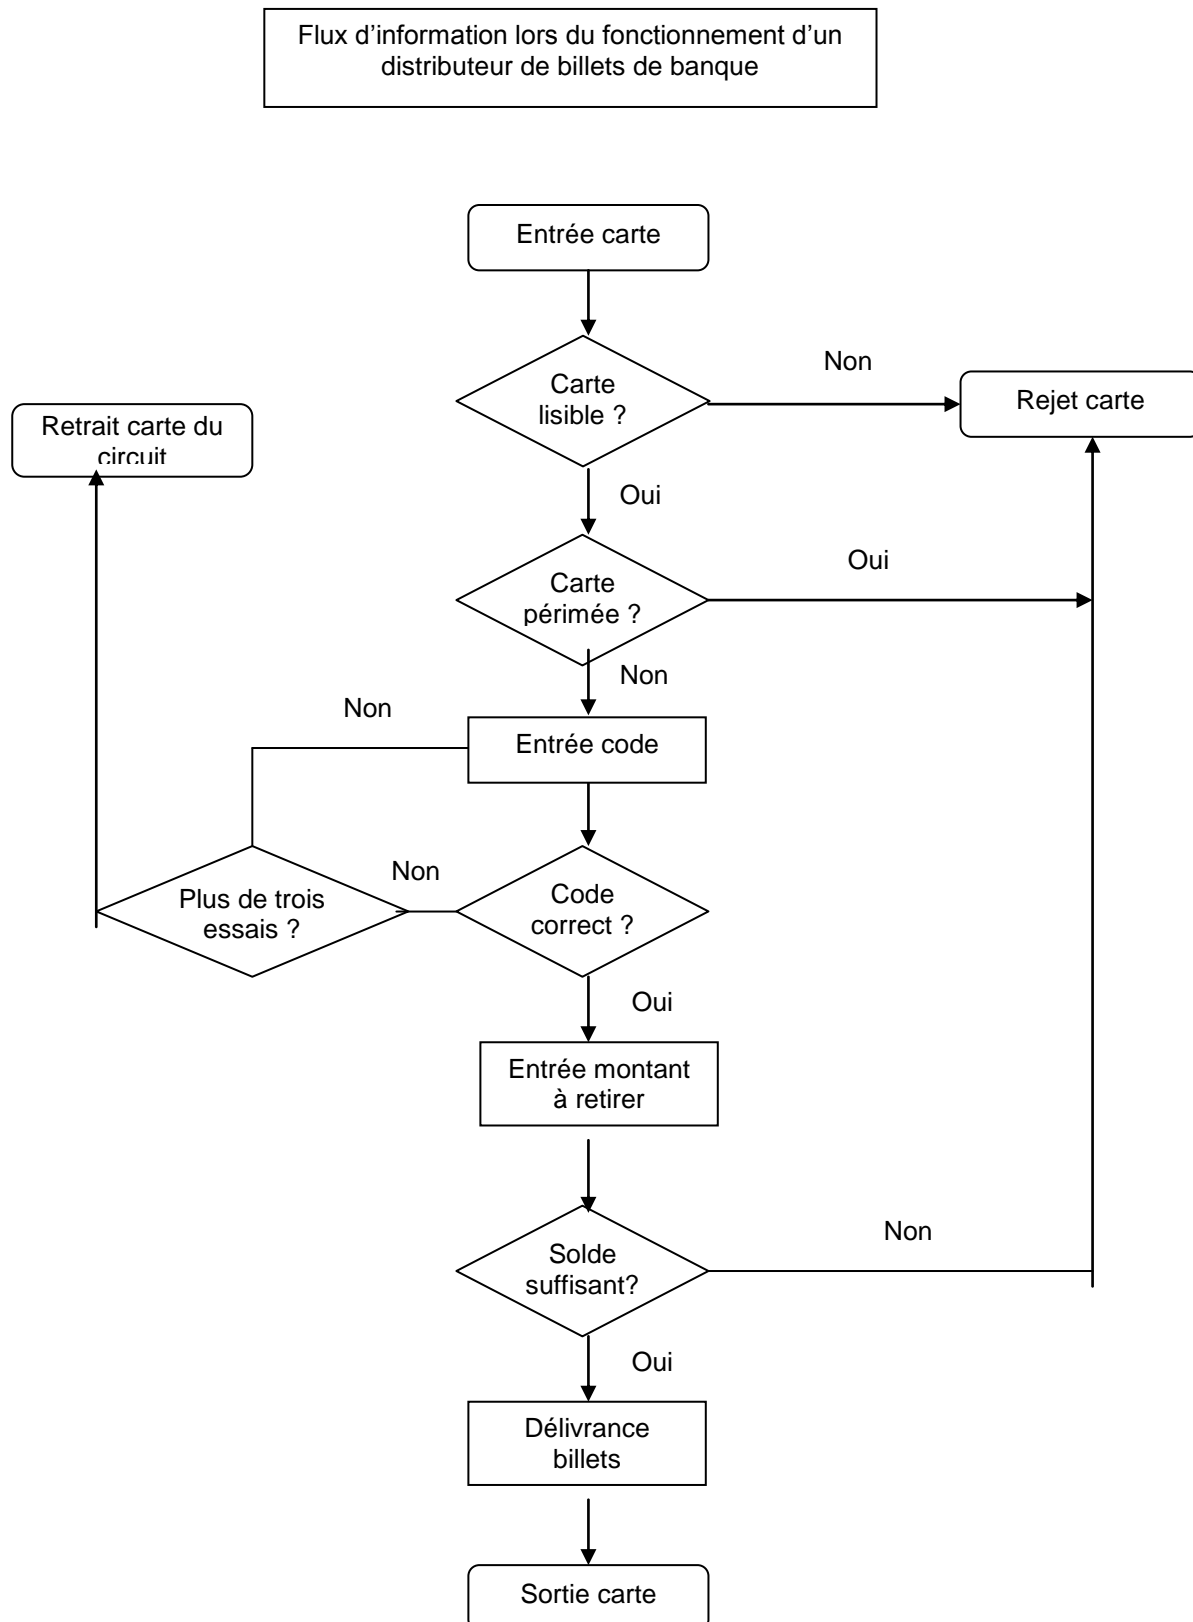 Flux d’information lors du fonctionnement d’un
distributeur de billets de banque
Entrée carte
Carte
lisible ?
Non
Rejet carte
Retrait carte du
circuit
Oui
Carte
périmée ?
Oui
Non
Non
Entrée code
Plus de trois
essais ?
Non
Code
correct ?
Oui
Entrée montant
à retirer
Solde
suffisant?
Non
Oui
Délivrance
billets
Sortie carte